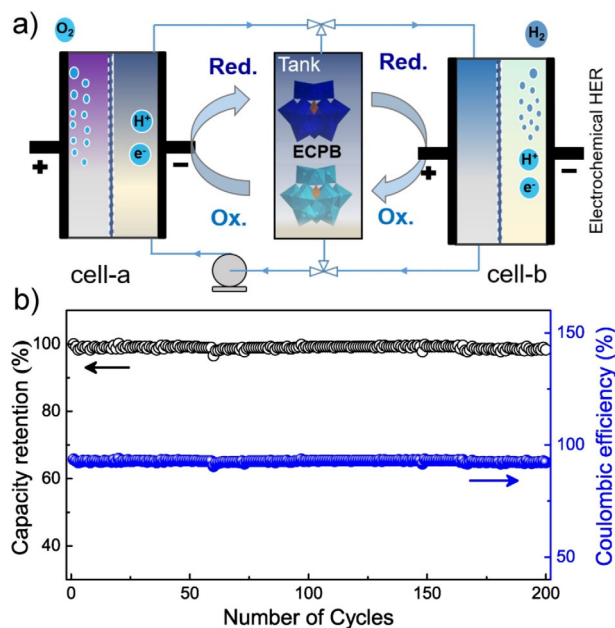 a)
O₂
H₂
Red.
Tank
Red.
H⁺
e⁻
ECPB
H⁺
e⁻
+
−
+
−
Ox.
Ox.
Electrochemical HER
cell-a
cell-b
b)
Capacity retention (%)
100
80
60
40
Coulombic efficiency (%)
150
100
50
0
50
100
150
200
Number of Cycles